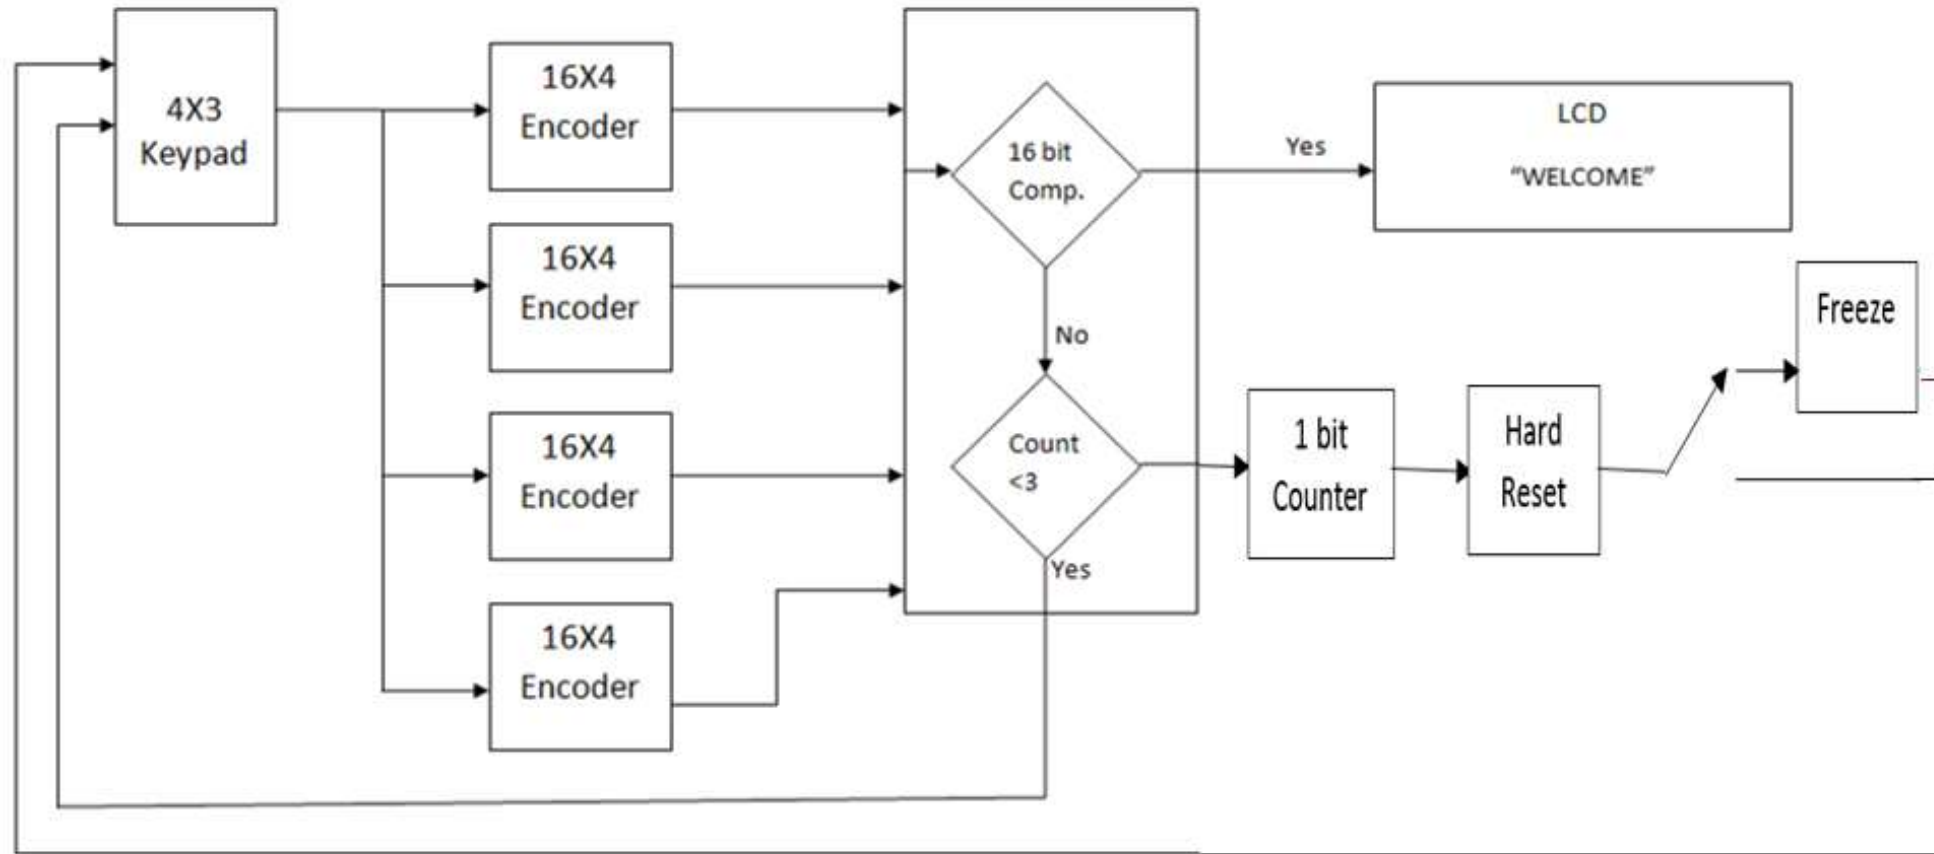 4X3
Keypad
16X4
Encoder
16X4
Encoder
16X4
Encoder
16X4
Encoder
16 bit
Comp.
Yes
No
Count
<3
Yes
LCD
“WELCOME”
1 bit
Counter
Hard
Reset
Freeze